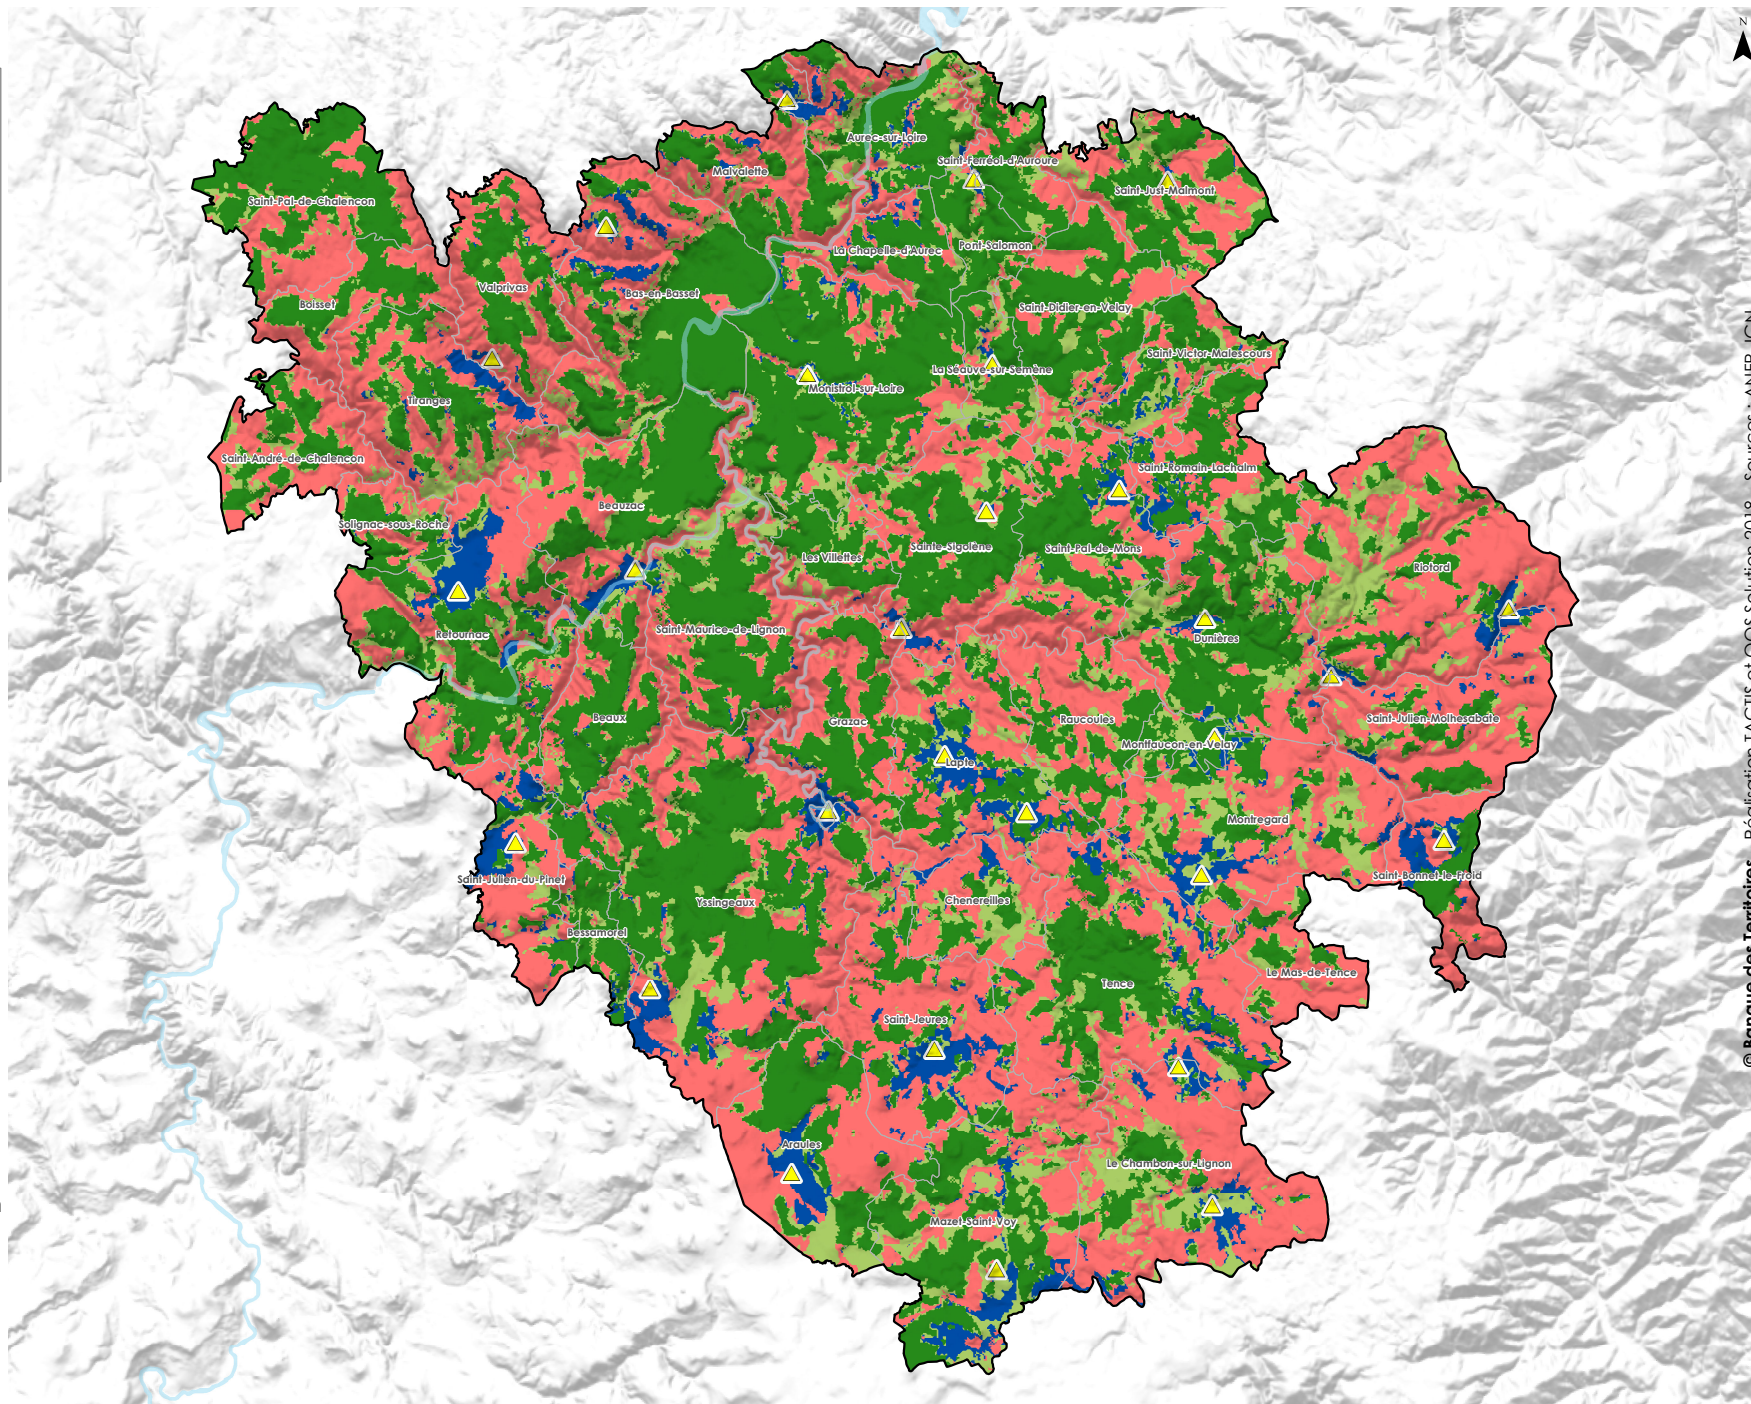 N
Aurec-sur-Loire
Saint-Ferréol-d'Auroure
Malvalette
Saint-Just-Malmont
Saint-Pal-de-Chalencon
La Chapelle-d'Aurec
Pont-Salomon
Valprivas
Bas-en-Basset
Boisset
Saint-Didier-en-Velay
Saint-Victor-Malescours
La Séauve-sur-Semène
Monistrol-sur-Loire
Tiranges
Saint-André-de-Chalencon
Saint-Romain-Lachalm
Beauzac
Solignac-sous-Roche
Sainte-Sigolène
Saint-Pal-de-Mons
Les Villettes
Riotord
Saint-Maurice-de-Lignon
Retournac
Dunières
Beaux
Grazac
Raucoules
Saint-Julien-Molhesabate
Montfaucon-en-Velay
Lapte
Montregard
Saint-Bonnet-le-Froid
Saint-Julien-du-Pinet
Yssingeaux
Chenereilles
Bessamorel
Le Mas-de-Tence
Tence
Saint-Jeures
Araules
Le Chambon-sur-Lignon
Mazet-Saint-Voy
© Banque des Territoires